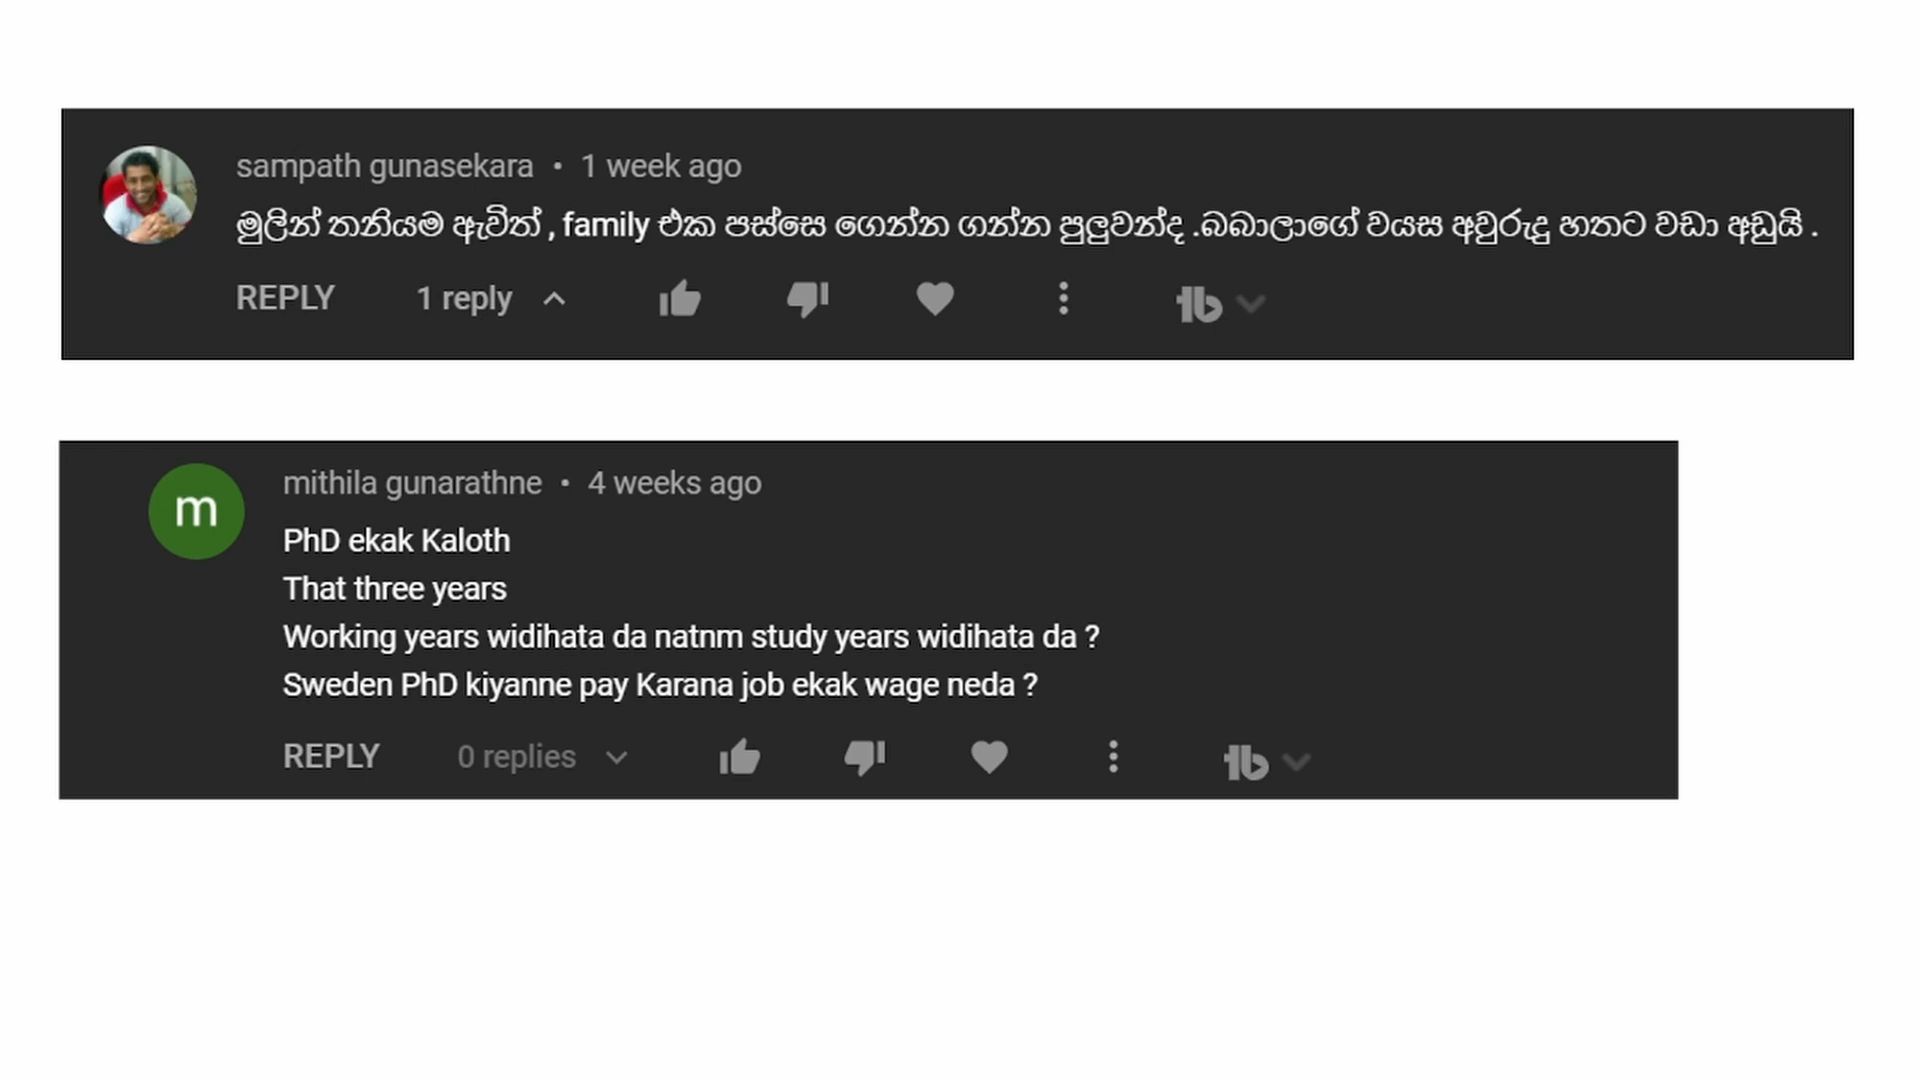 sampath gunasekara • 1 week ago
මුලින් තනියම ඇවිත් , family එක පස්සෙ ගෙන්න ගන්න පුලුවන්ද .බබාලාගේ වයස අවුරුදු හතට වඩා අඩුයි .
REPLY 1 reply
m
mithila gunarathne • 4 weeks ago
PhD ekak Kaloth
That three years
Working years widihata da natnm study years widihata da ?
Sweden PhD kiyanne pay Karana job ekak wage neda ?
REPLY 0 replies